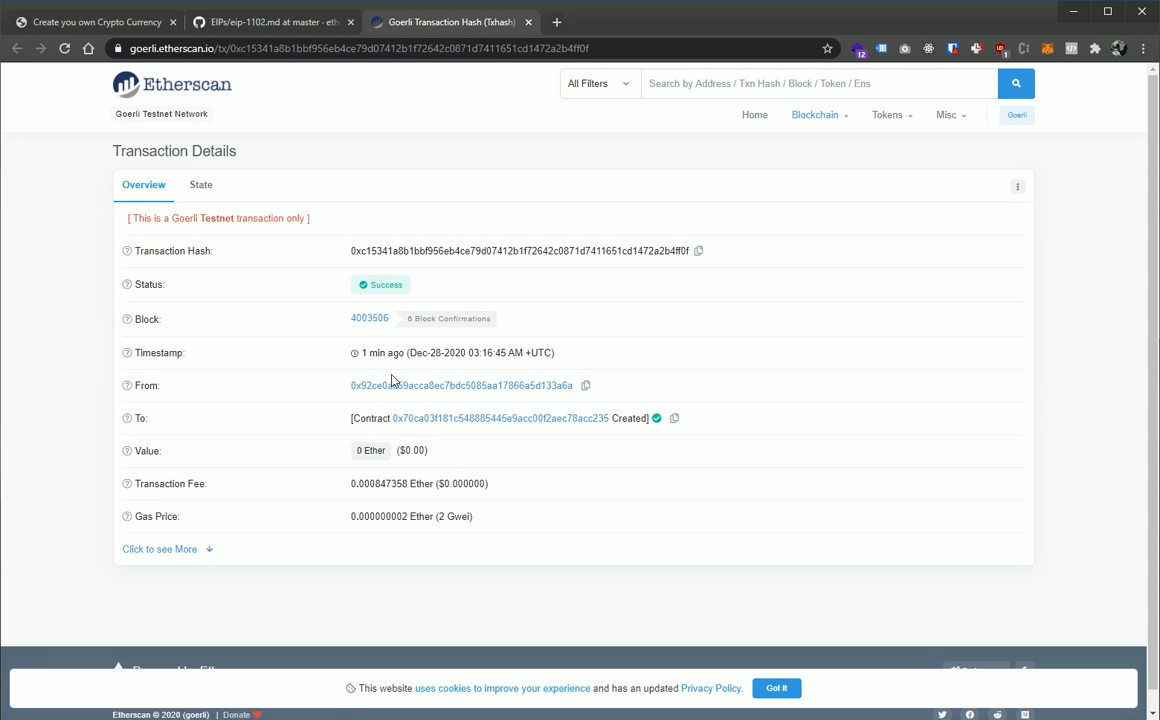 Create you own Crypto Currency
EIPs/eip-1102.md at master · eth
Goerli Transaction Hash (Txhash)
goerli.etherscan.io/tx/0xc15341a8b1bbf956eb4ce79d07412b1f72642c0871d7411651cd1472a2b4ff0f
12
1
Etherscan
All Filters
Search by Address / Txn Hash / Block / Token / Ens
Goerli Testnet Network
Home Blockchain Tokens Misc Goerli
Transaction Details
Overview State
[ This is a Goerli Testnet transaction only ]
Transaction Hash: 0xc15341a8b1bbf956eb4ce79d07412b1f72642c0871d7411651cd1472a2b4ff0f
Status: Success
Block: 4003506 6 Block Confirmations
Timestamp: 1 min ago (Dec-28-2020 03:16:45 AM +UTC)
From:
To: [Contract 0x70ca03f181c548885445e9acc00f2aec78acc235 Created]
Value: 0 Ether ($0.00)
Transaction Fee: 0.000847358 Ether ($0.000000)
Gas Price: 0.000000002 Ether (2 Gwei)
Click to see More
This website uses cookies to improve your experience and has an updated Privacy Policy. Got It
Etherscan © 2020 (goerli) | Donate